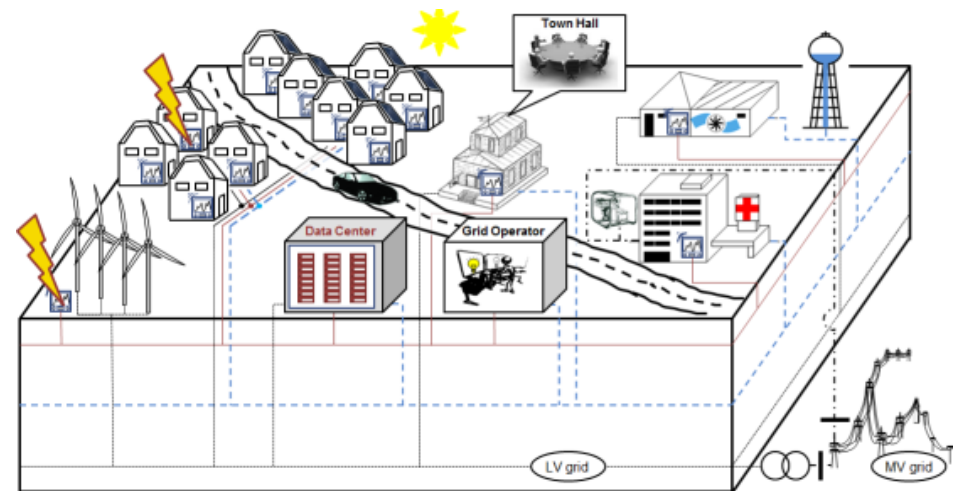 Town Hall
Data Center
Grid Operator
LV grid
MV grid